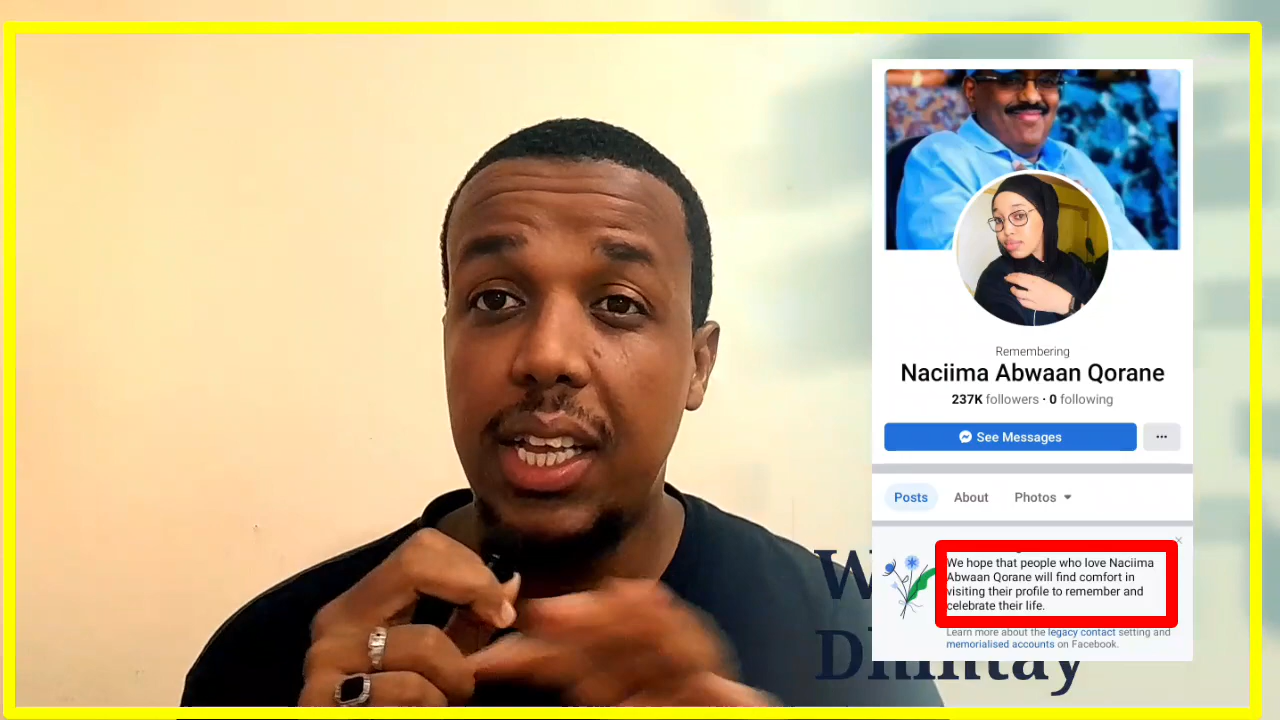 Remembering
Naciima Abwaan Qorane
237K followers · 0 following
See Messages
Posts About Photos
We hope that people who love Naciima
Abwaan Qorane will find comfort in
visiting their profile to remember and
celebrate their life.
Learn more about the legacy contact setting and
memorialised accounts on Facebook.